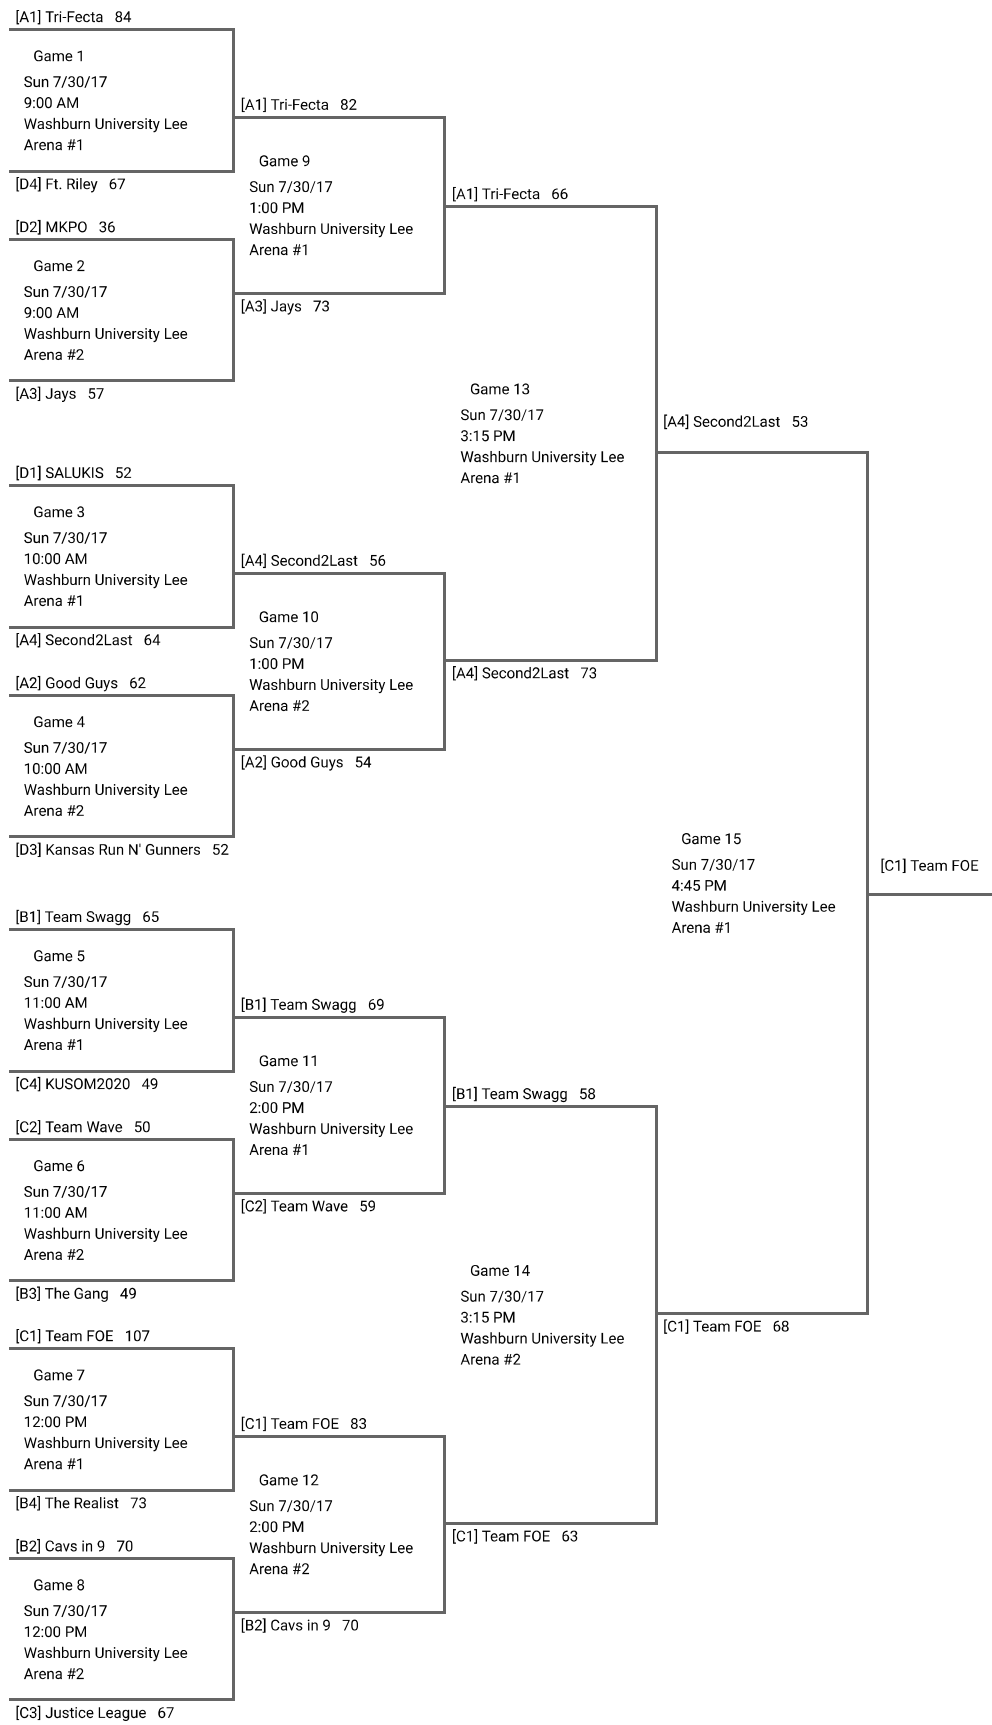 [A1] Tri-Fecta 84
Game 1
Sun 7/30/17
9:00 AM
Washburn University Lee
Arena #1
[D4] Ft. Riley 67
[D2] MKPO 36
Game 2
Sun 7/30/17
9:00 AM
Washburn University Lee
Arena #2
[A3] Jays 57
[D1] SALUKIS 52
Game 3
Sun 7/30/17
10:00 AM
Washburn University Lee
Arena #1
[A4] Second2Last 64
[A2] Good Guys 62
Game 4
Sun 7/30/17
10:00 AM
Washburn University Lee
Arena #2
[D3] Kansas Run N' Gunners 52
[B1] Team Swagg 65
Game 5
Sun 7/30/17
11:00 AM
Washburn University Lee
Arena #1
[C4] KUSOM2020 49
[C2] Team Wave 50
Game 6
Sun 7/30/17
11:00 AM
Washburn University Lee
Arena #2
[B3] The Gang 49
[C1] Team FOE 107
Game 7
Sun 7/30/17
12:00 PM
Washburn University Lee
Arena #1
[B4] The Realist 73
[B2] Cavs in 9 70
Game 8
Sun 7/30/17
12:00 PM
Washburn University Lee
Arena #2
[C3] Justice League 67
[A1] Tri-Fecta 82
Game 9
Sun 7/30/17
1:00 PM
Washburn University Lee
Arena #1
[A3] Jays 73
[A4] Second2Last 56
Game 10
Sun 7/30/17
1:00 PM
Washburn University Lee
Arena #2
[A2] Good Guys 54
[B1] Team Swagg 69
Game 11
Sun 7/30/17
2:00 PM
Washburn University Lee
Arena #1
[C2] Team Wave 59
[C1] Team FOE 83
Game 12
Sun 7/30/17
2:00 PM
Washburn University Lee
Arena #2
[B2] Cavs in 9 70
[A1] Tri-Fecta 66
Game 13
Sun 7/30/17
3:15 PM
Washburn University Lee
Arena #1
[A4] Second2Last 73
[B1] Team Swagg 58
Game 14
Sun 7/30/17
3:15 PM
Washburn University Lee
Arena #2
[C1] Team FOE 63
[A4] Second2Last 53
Game 15
Sun 7/30/17
4:45 PM
Washburn University Lee
Arena #1
[C1] Team FOE 68
[C1] Team FOE